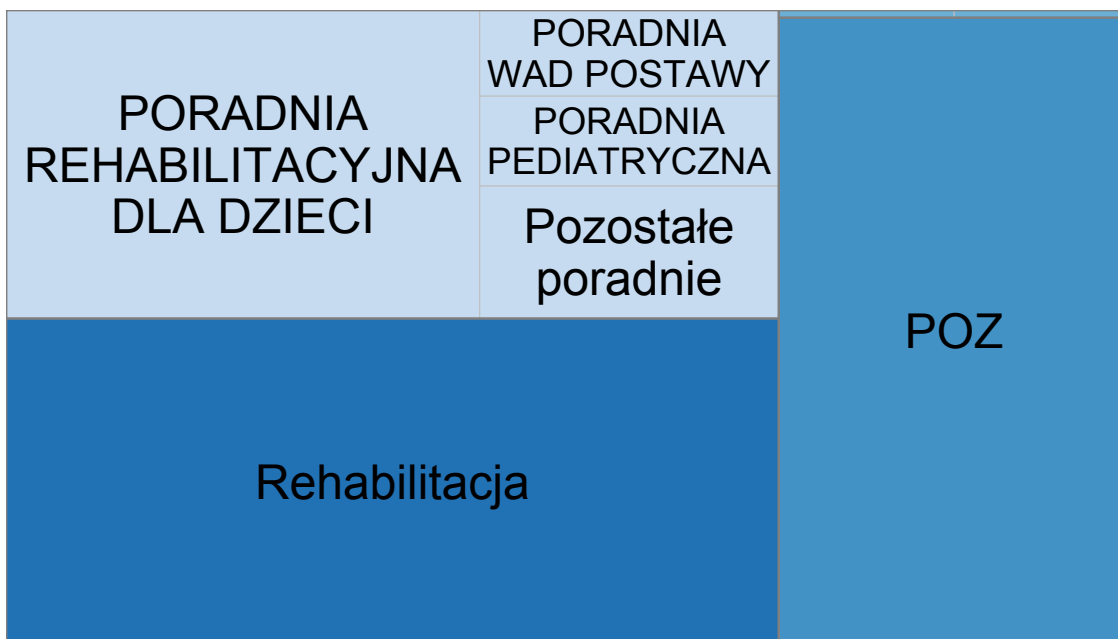 PORADNIA
REHABILITACYJNA
DLA DZIECI
PORADNIA
WAD POSTAWY
PORADNIA
PEDIATRYCZNA
Pozostałe
poradnie
POZ
Rehabilitacja